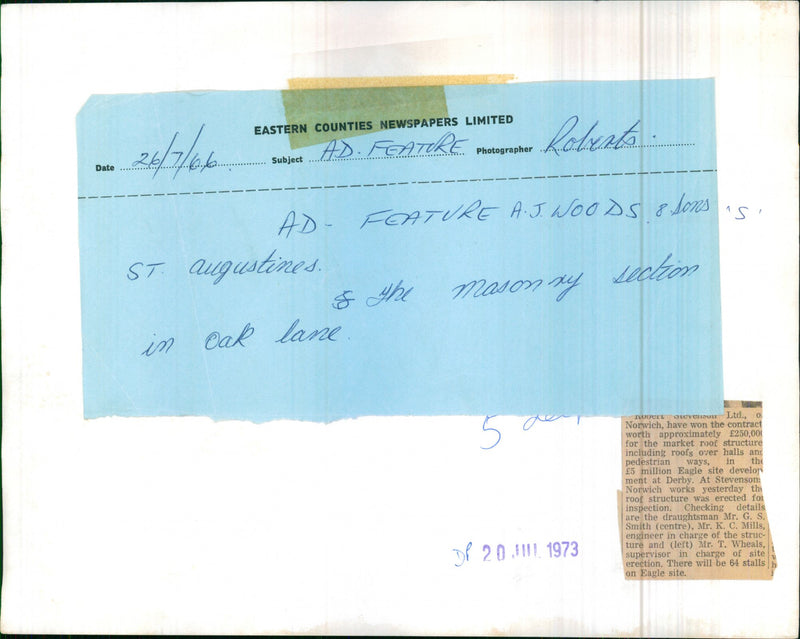 EASTERN COUNTIES NEWSPAPERS LIMITED
Date 26/7/66. Subject AD. FEATURE Photographer Roberts.
AD - FEATURE A.J. WOODS & Sons 'S'
ST. Augustines.
& The masonry section
in Oak lane.
5
Robert Stevenson Ltd., o
Norwich, have won the contract
worth approximately £250,000
for the market roof structure
including roofs over halls and
pedestrian ways, in the
£5 million Eagle site develop
ment at Derby. At Stevenson
Norwich works yesterday the
roof structure was erected for
inspection. Checking details
are the draughtsman Mr. G. S.
Smith (centre), Mr. K. C. Mills,
engineer in charge of the struc-
ture and (left) Mr. T. Wheals,
supervisor in charge of site
erection. There will be 64 stalls
on Eagle site.
DP 20 JUL 1973